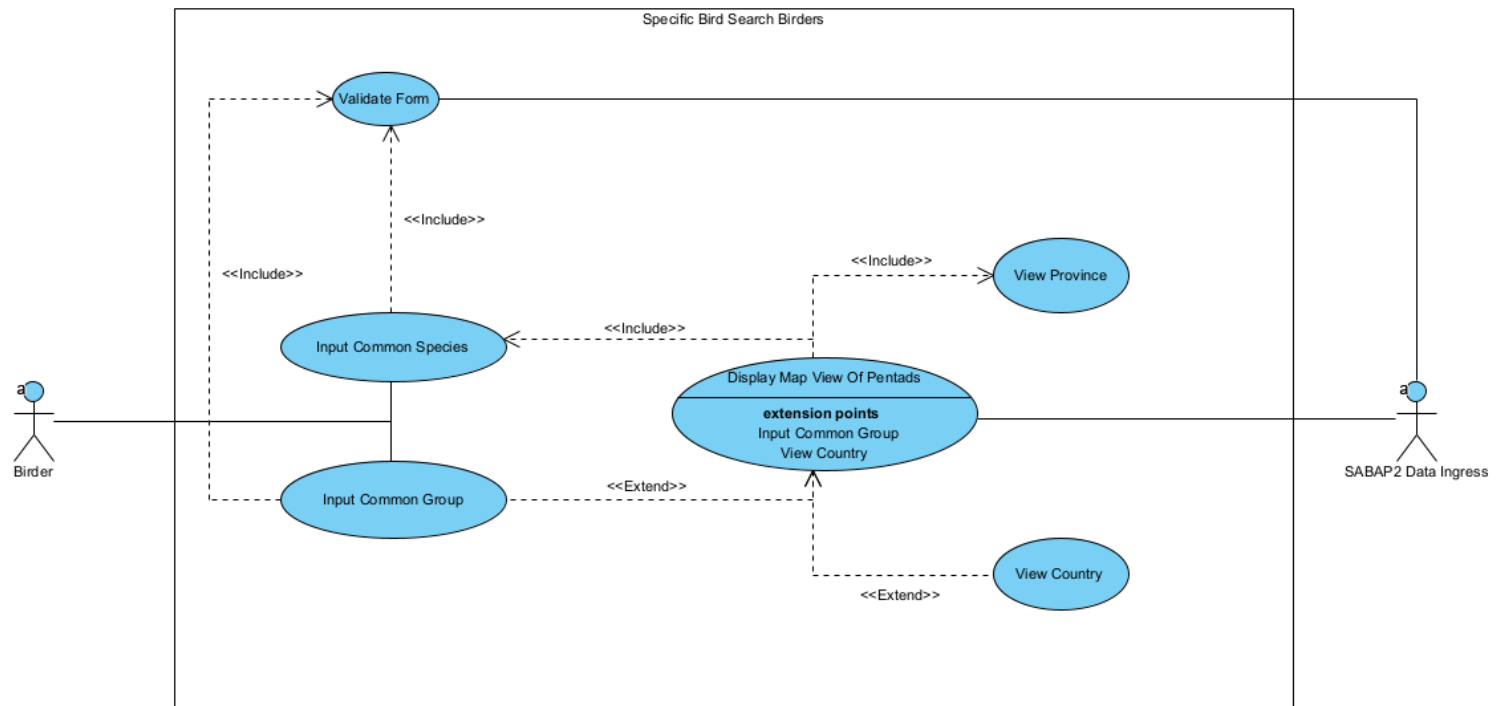 Specific Bird Search Birders
Validate Form
<<Include>>
<<Include>>
<<Include>>
View Province
<<Include>>
Input Common Species
Display Map View Of Pentads
extension points
Input Common Group
View Country
a
Birder
a
SABAP2 Data Ingress
Input Common Group
<<Extend>>
View Country
<<Extend>>